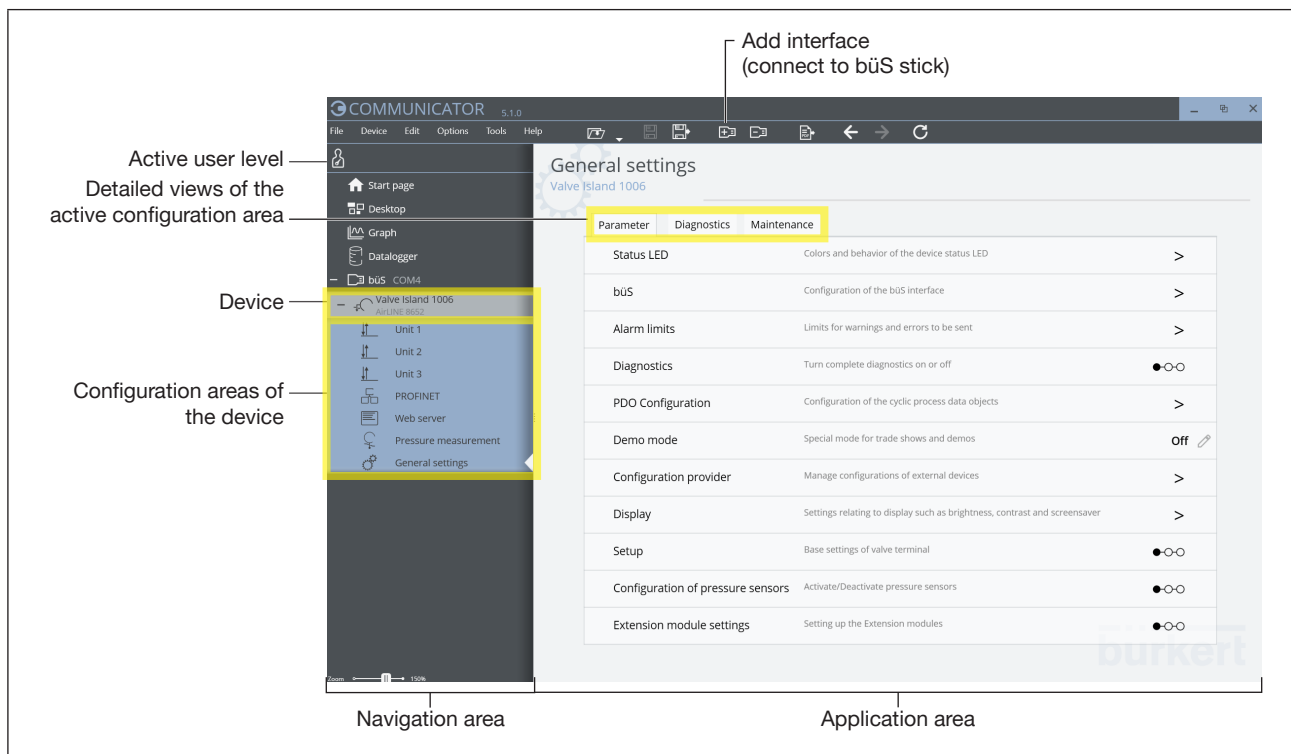 Add interface
(connect to büS stick)
COMMUNICATOR 5.1.0
File Device Edit Options Tools Help
Active user level
Detailed views of the
active configuration area
Device
Configuration areas of
the device
Start page
Desktop
Graph
Datalogger
büS COM4
Valve Island 1006
AirLINE 8652
Unit 1
Unit 2
Unit 3
PROFINET
Web server
Pressure measurement
General settings
Zoom 150%
General settings
Valve Island 1006
Parameter Diagnostics Maintenance
Status LED Colors and behavior of the device status LED
büS Configuration of the büS interface
Alarm limits Limits for warnings and errors to be sent
Diagnostics Turn complete diagnostics on or off
PDO Configuration Configuration of the cyclic process data objects
Demo mode Special mode for trade shows and demos Off
Configuration provider Manage configurations of external devices
Display Settings relating to display such as brightness, contrast and screensaver
Setup Base settings of valve terminal
Configuration of pressure sensors Activate/Deactivate pressure sensors
Extension module settings Setting up the Extension modules
burkert
Navigation area
Application area